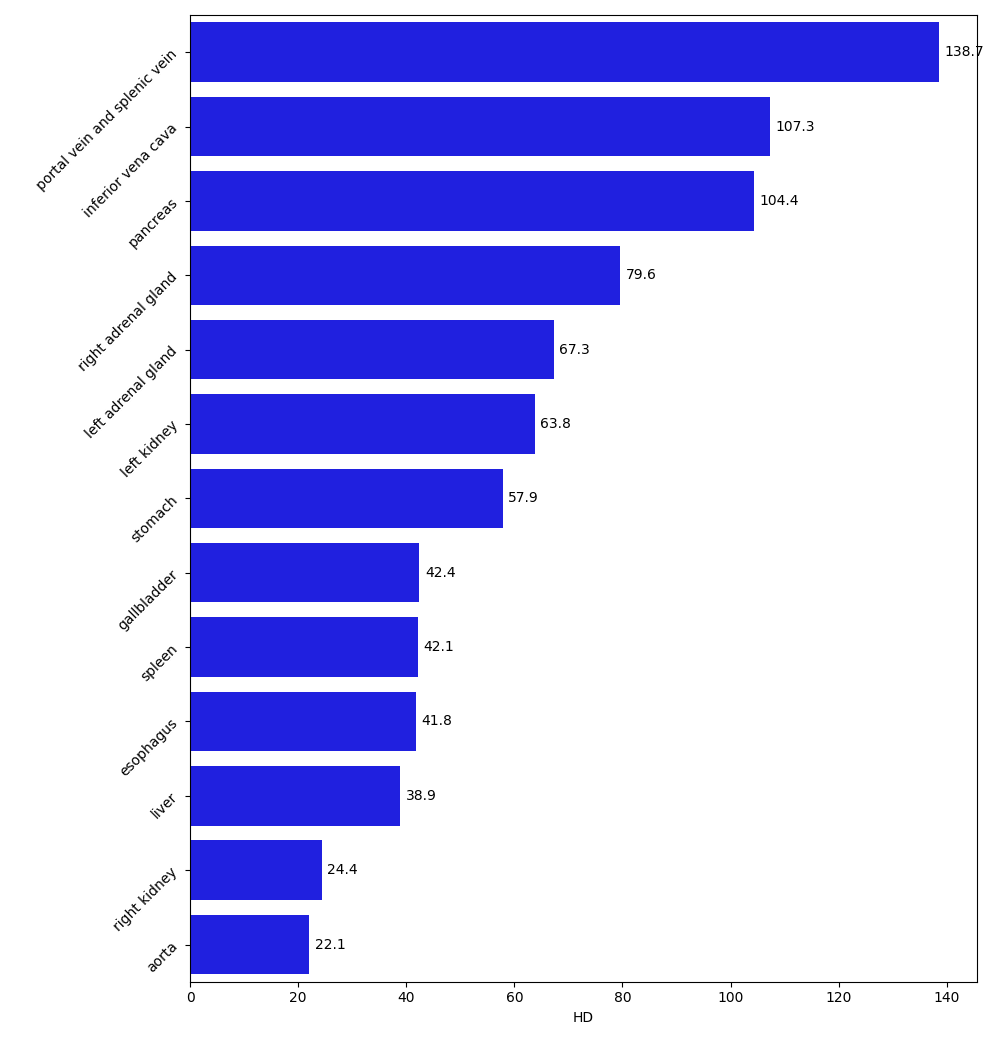 portal vein and splenic vein 138.7
inferior vena cava 107.3
pancreas 104.4
right adrenal gland 79.6
left adrenal gland 67.3
left kidney 63.8
stomach 57.9
gallbladder 42.4
spleen 42.1
esophagus 41.8
liver 38.9
right kidney 24.4
aorta 22.1
0 20 40 60 80 100 120 140
HD